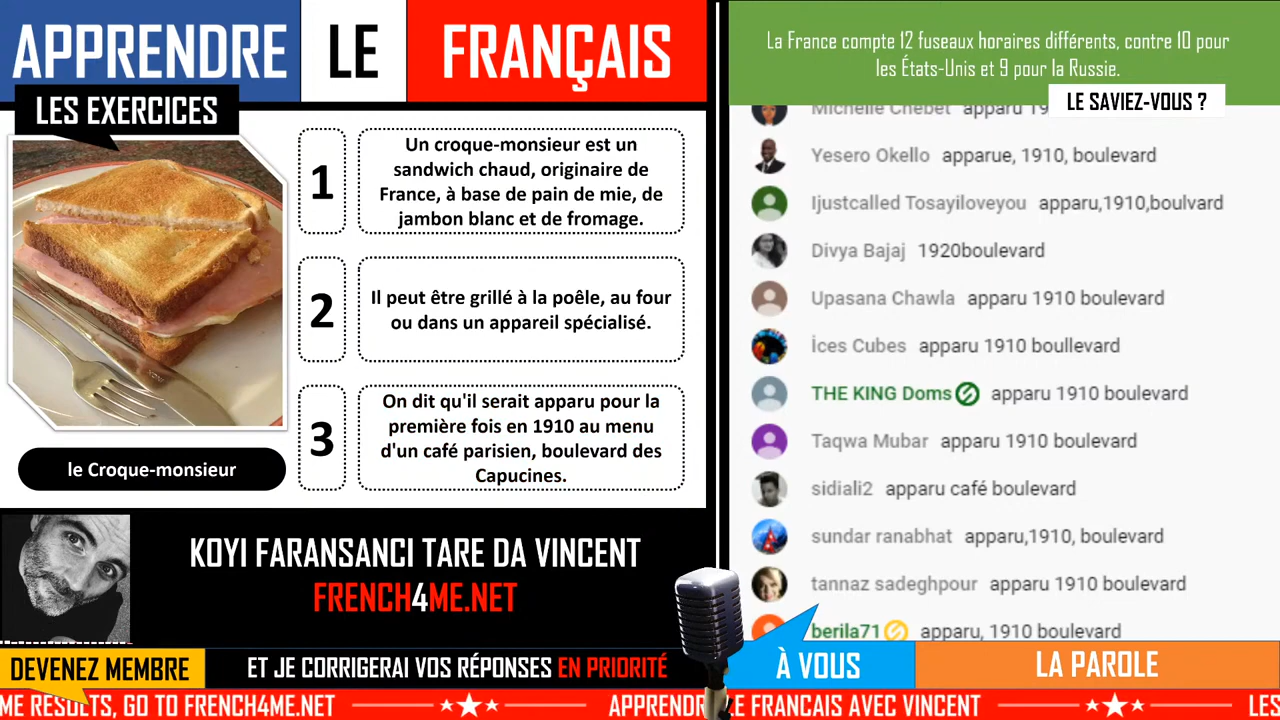 APPRENDRE LE FRANÇAIS
LES EXERCICES
1
Un croque-monsieur est un
sandwich chaud, originaire de
France, à base de pain de mie, de
jambon blanc et de fromage.
2
Il peut être grillé à la poêle, au four
ou dans un appareil spécialisé.
3
On dit qu'il serait apparu pour la
première fois en 1910 au menu
d'un café parisien, boulevard des
Capucines.
le Croque-monsieur
KOYI FARANSANCI TARE DA VINCENT
FRENCH4ME.NET
DEVENEZ MEMBRE
ET JE CORRIGERAI VOS RÉPONSES EN PRIORITÉ
La France compte 12 fuseaux horaires différents, contre 10 pour
les États-Unis et 9 pour la Russie.
LE SAVIEZ-VOUS ?
Michelle Chebet apparu 19
Yesero Okello apparue, 1910, boulevard
Ijustcalled Tosayiloveyou apparu,1910,boulvard
Divya Bajaj 1920boulevard
Upasana Chawla apparu 1910 boulevard
İces Cubes apparu 1910 boullevard
THE KING Doms apparu 1910 boulevard
Taqwa Mubar apparu 1910 boulevard
sidiali2 apparu café boulevard
sundar ranabhat apparu,1910, boulevard
tannaz sadeghpour apparu 1910 boulevard
berila71 apparu, 1910 boulevard
À VOUS
LA PAROLE
ME RESULTS, GO TO FRENCH4ME.NET APPRENDRE LE FRANCAIS AVEC VINCENT LES